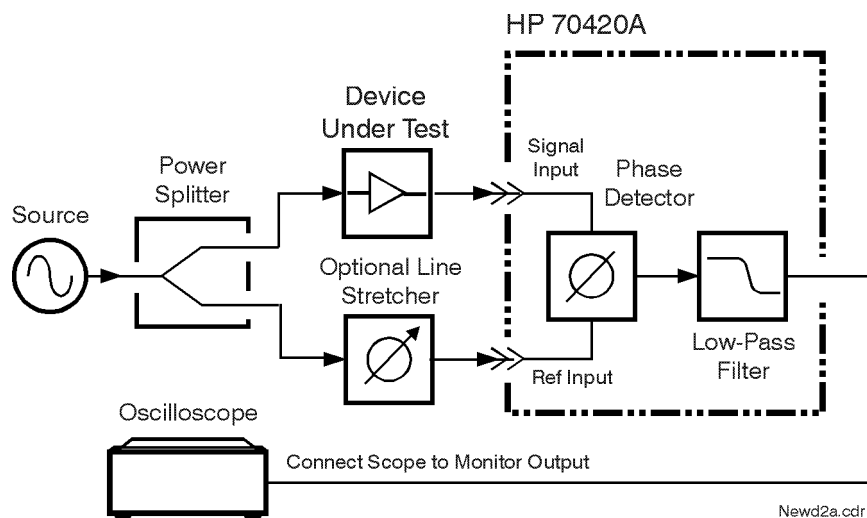 HP 70420A
Device
Under Test
Signal
Input
Phase
Detector
Power
Splitter
Source
Optional Line
Stretcher
Ref Input
Low-Pass
Filter
Oscilloscope
Connect Scope to Monitor Output
Newd2a.cdr